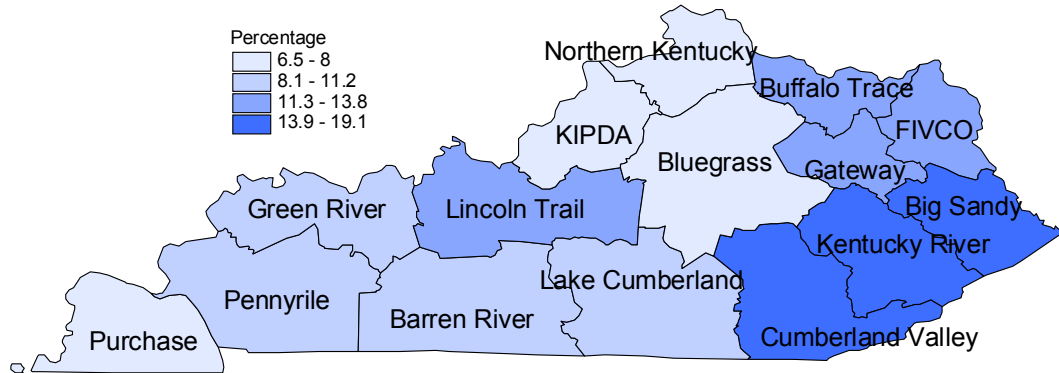 Percentage
6.5 - 8
8.1 - 11.2
11.3 - 13.8
13.9 - 19.1
Northern Kentucky
Buffalo Trace
FIVCO
KIPDA
Bluegrass
Gateway
Green River
Lincoln Trail
Big Sandy
Kentucky River
Lake Cumberland
Pennyrile
Barren River
Purchase
Cumberland Valley